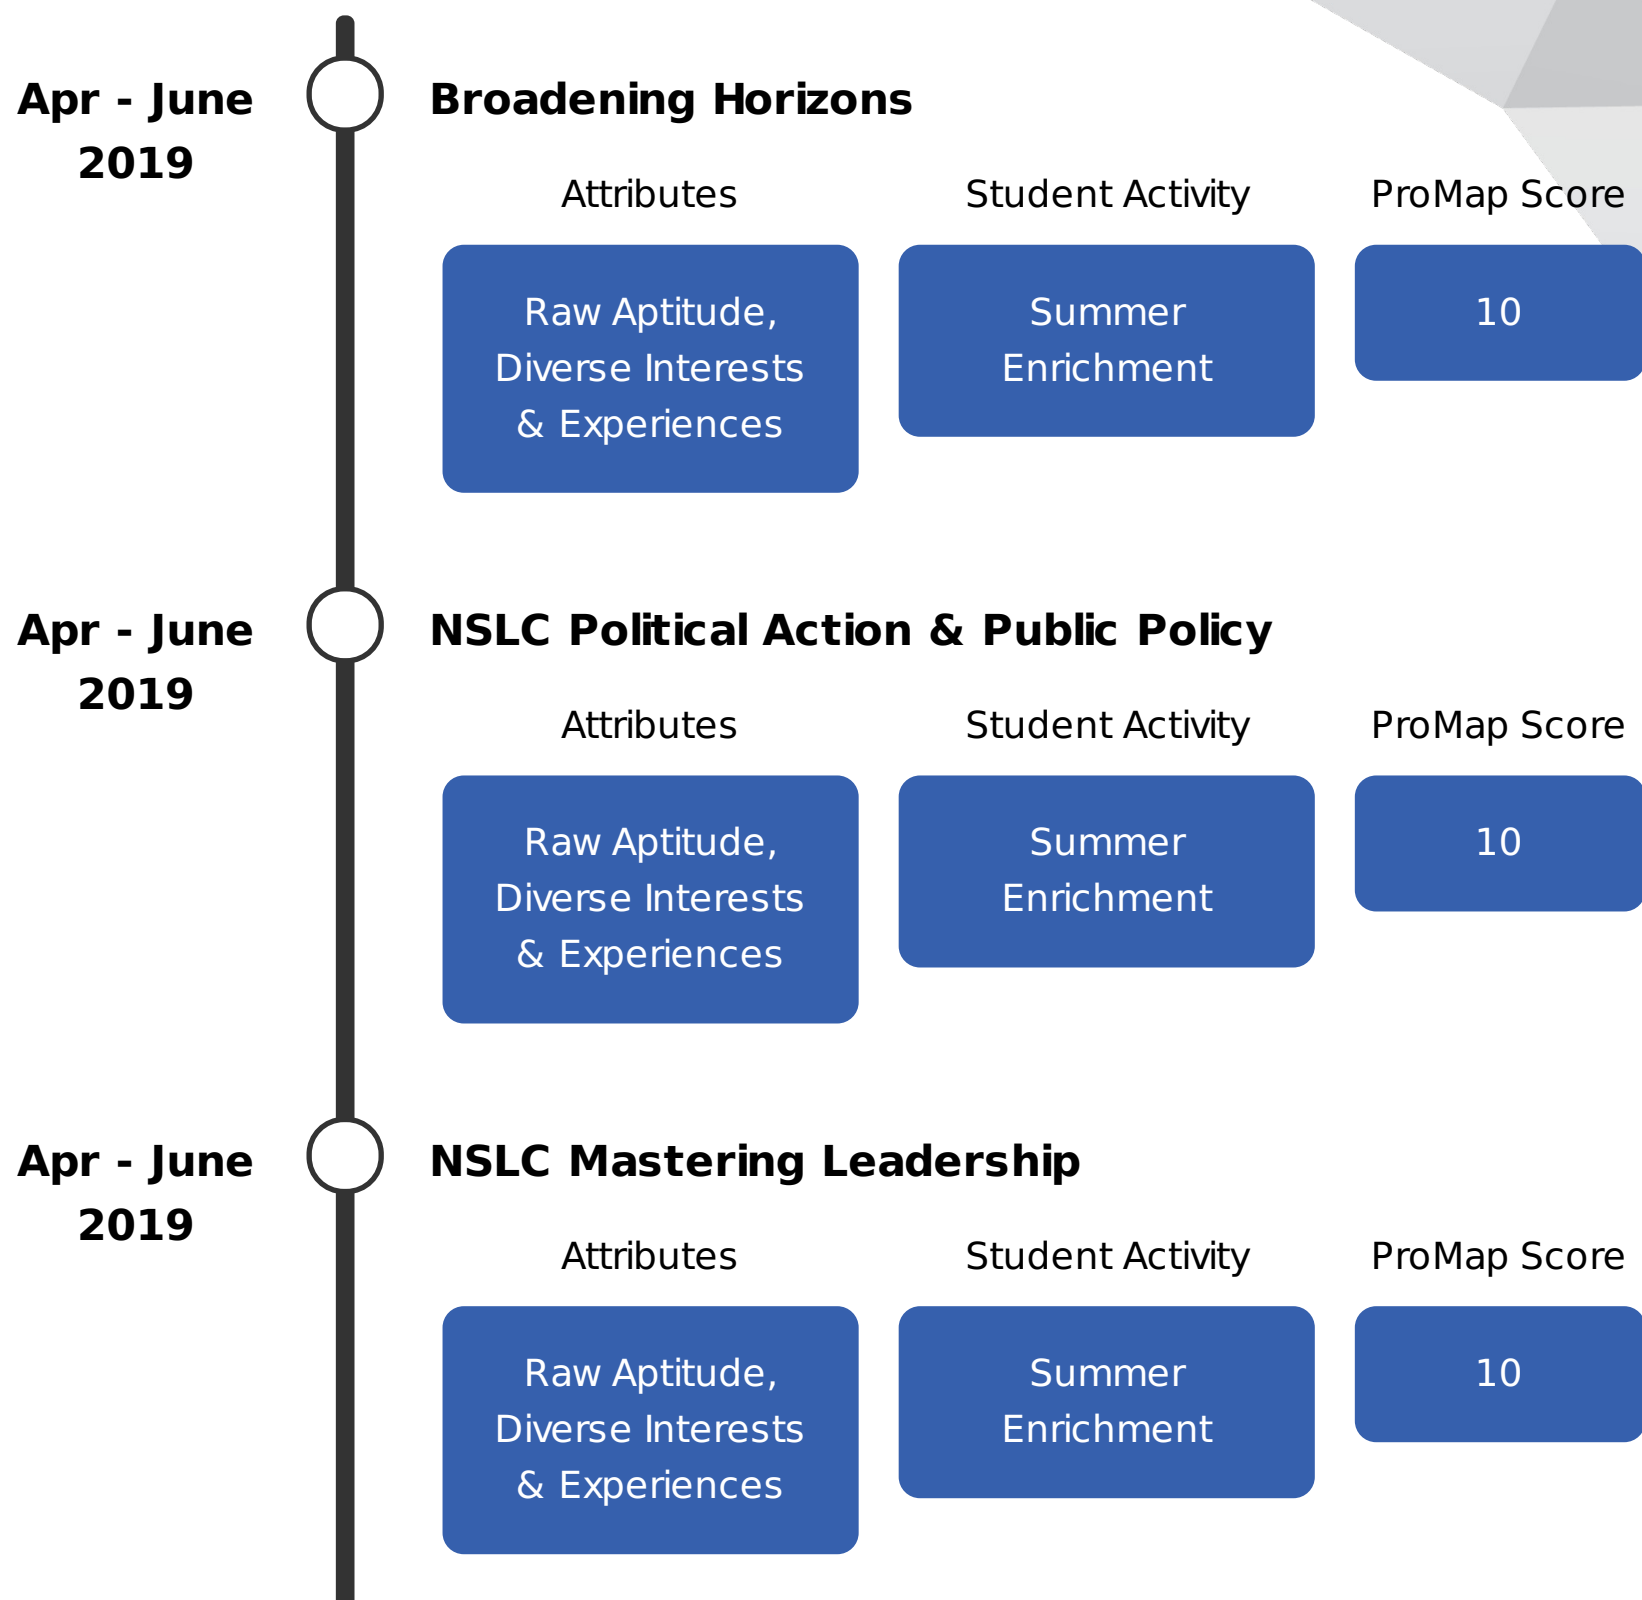 Apr - June
2019
Broadening Horizons
Attributes
Student Activity
ProMap Score
Raw Aptitude,
Diverse Interests
& Experiences
Summer
Enrichment
10
Apr - June
2019
NSLC Political Action & Public Policy
Attributes
Student Activity
ProMap Score
Raw Aptitude,
Diverse Interests
& Experiences
Summer
Enrichment
10
Apr - June
2019
NSLC Mastering Leadership
Attributes
Student Activity
ProMap Score
Raw Aptitude,
Diverse Interests
& Experiences
Summer
Enrichment
10